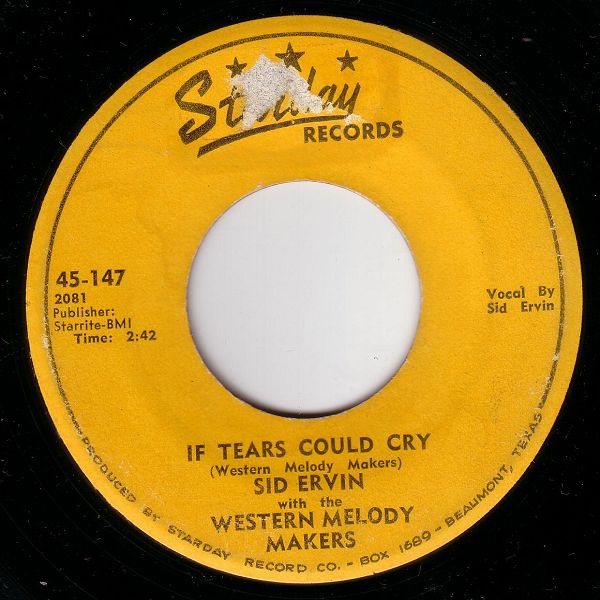 Starday
RECORDS
45-147
2081
Publisher:
Starrite-BMI
Time: 2:42
Vocal By
Sid Ervin
IF TEARS COULD CRY
(Western Melody Makers)
SID ERVIN
with the
WESTERN MELODY
MAKERS
PRODUCED BY STARDAY RECORD CO. - BOX 1689 - BEAUMONT, TEXAS